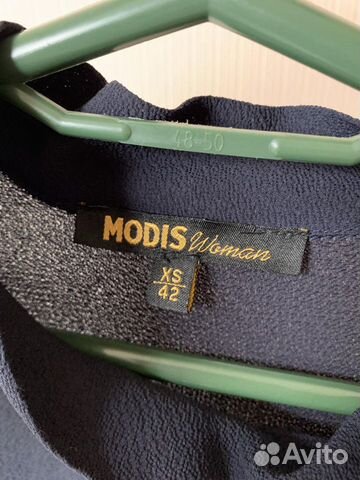 48-50
MODIS Woman
XS
42
Avito